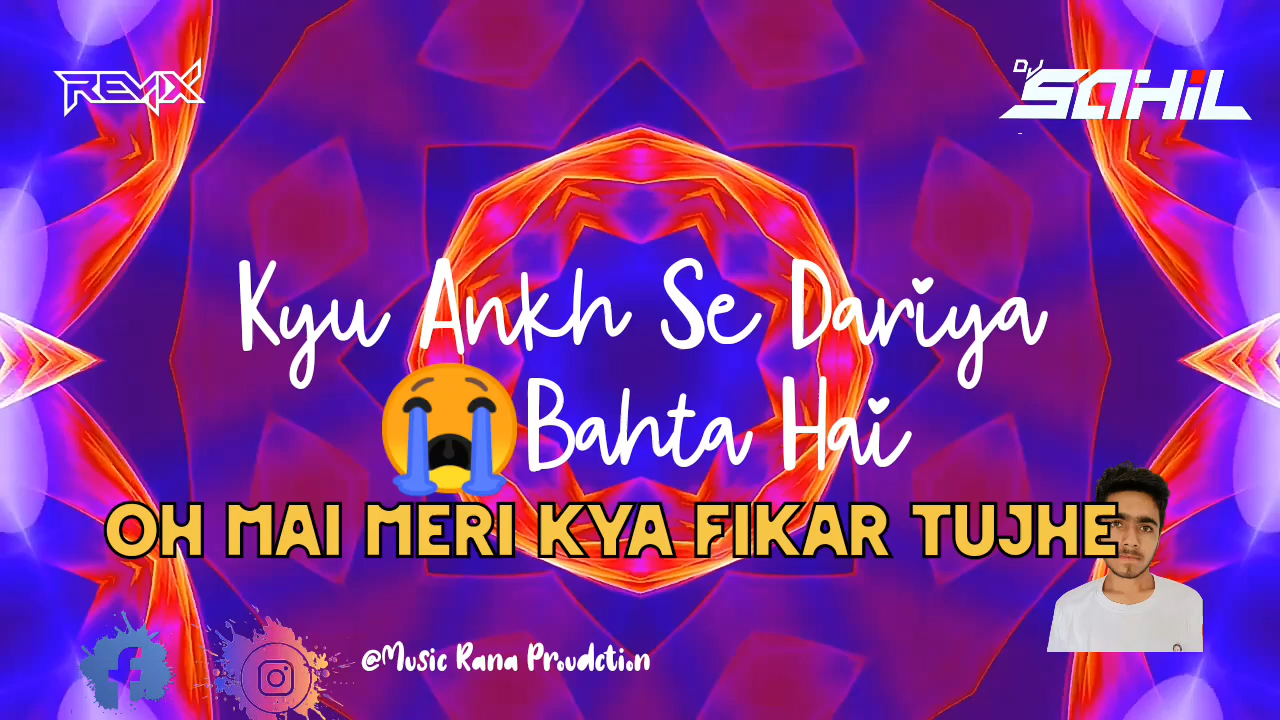 REMIX
DJ
SAHIL
Kyu Ankh Se Dariya
😭Bahta Hai
OH MAI MERI KYA FIKAR TUJHE
@Music Rana Proudction